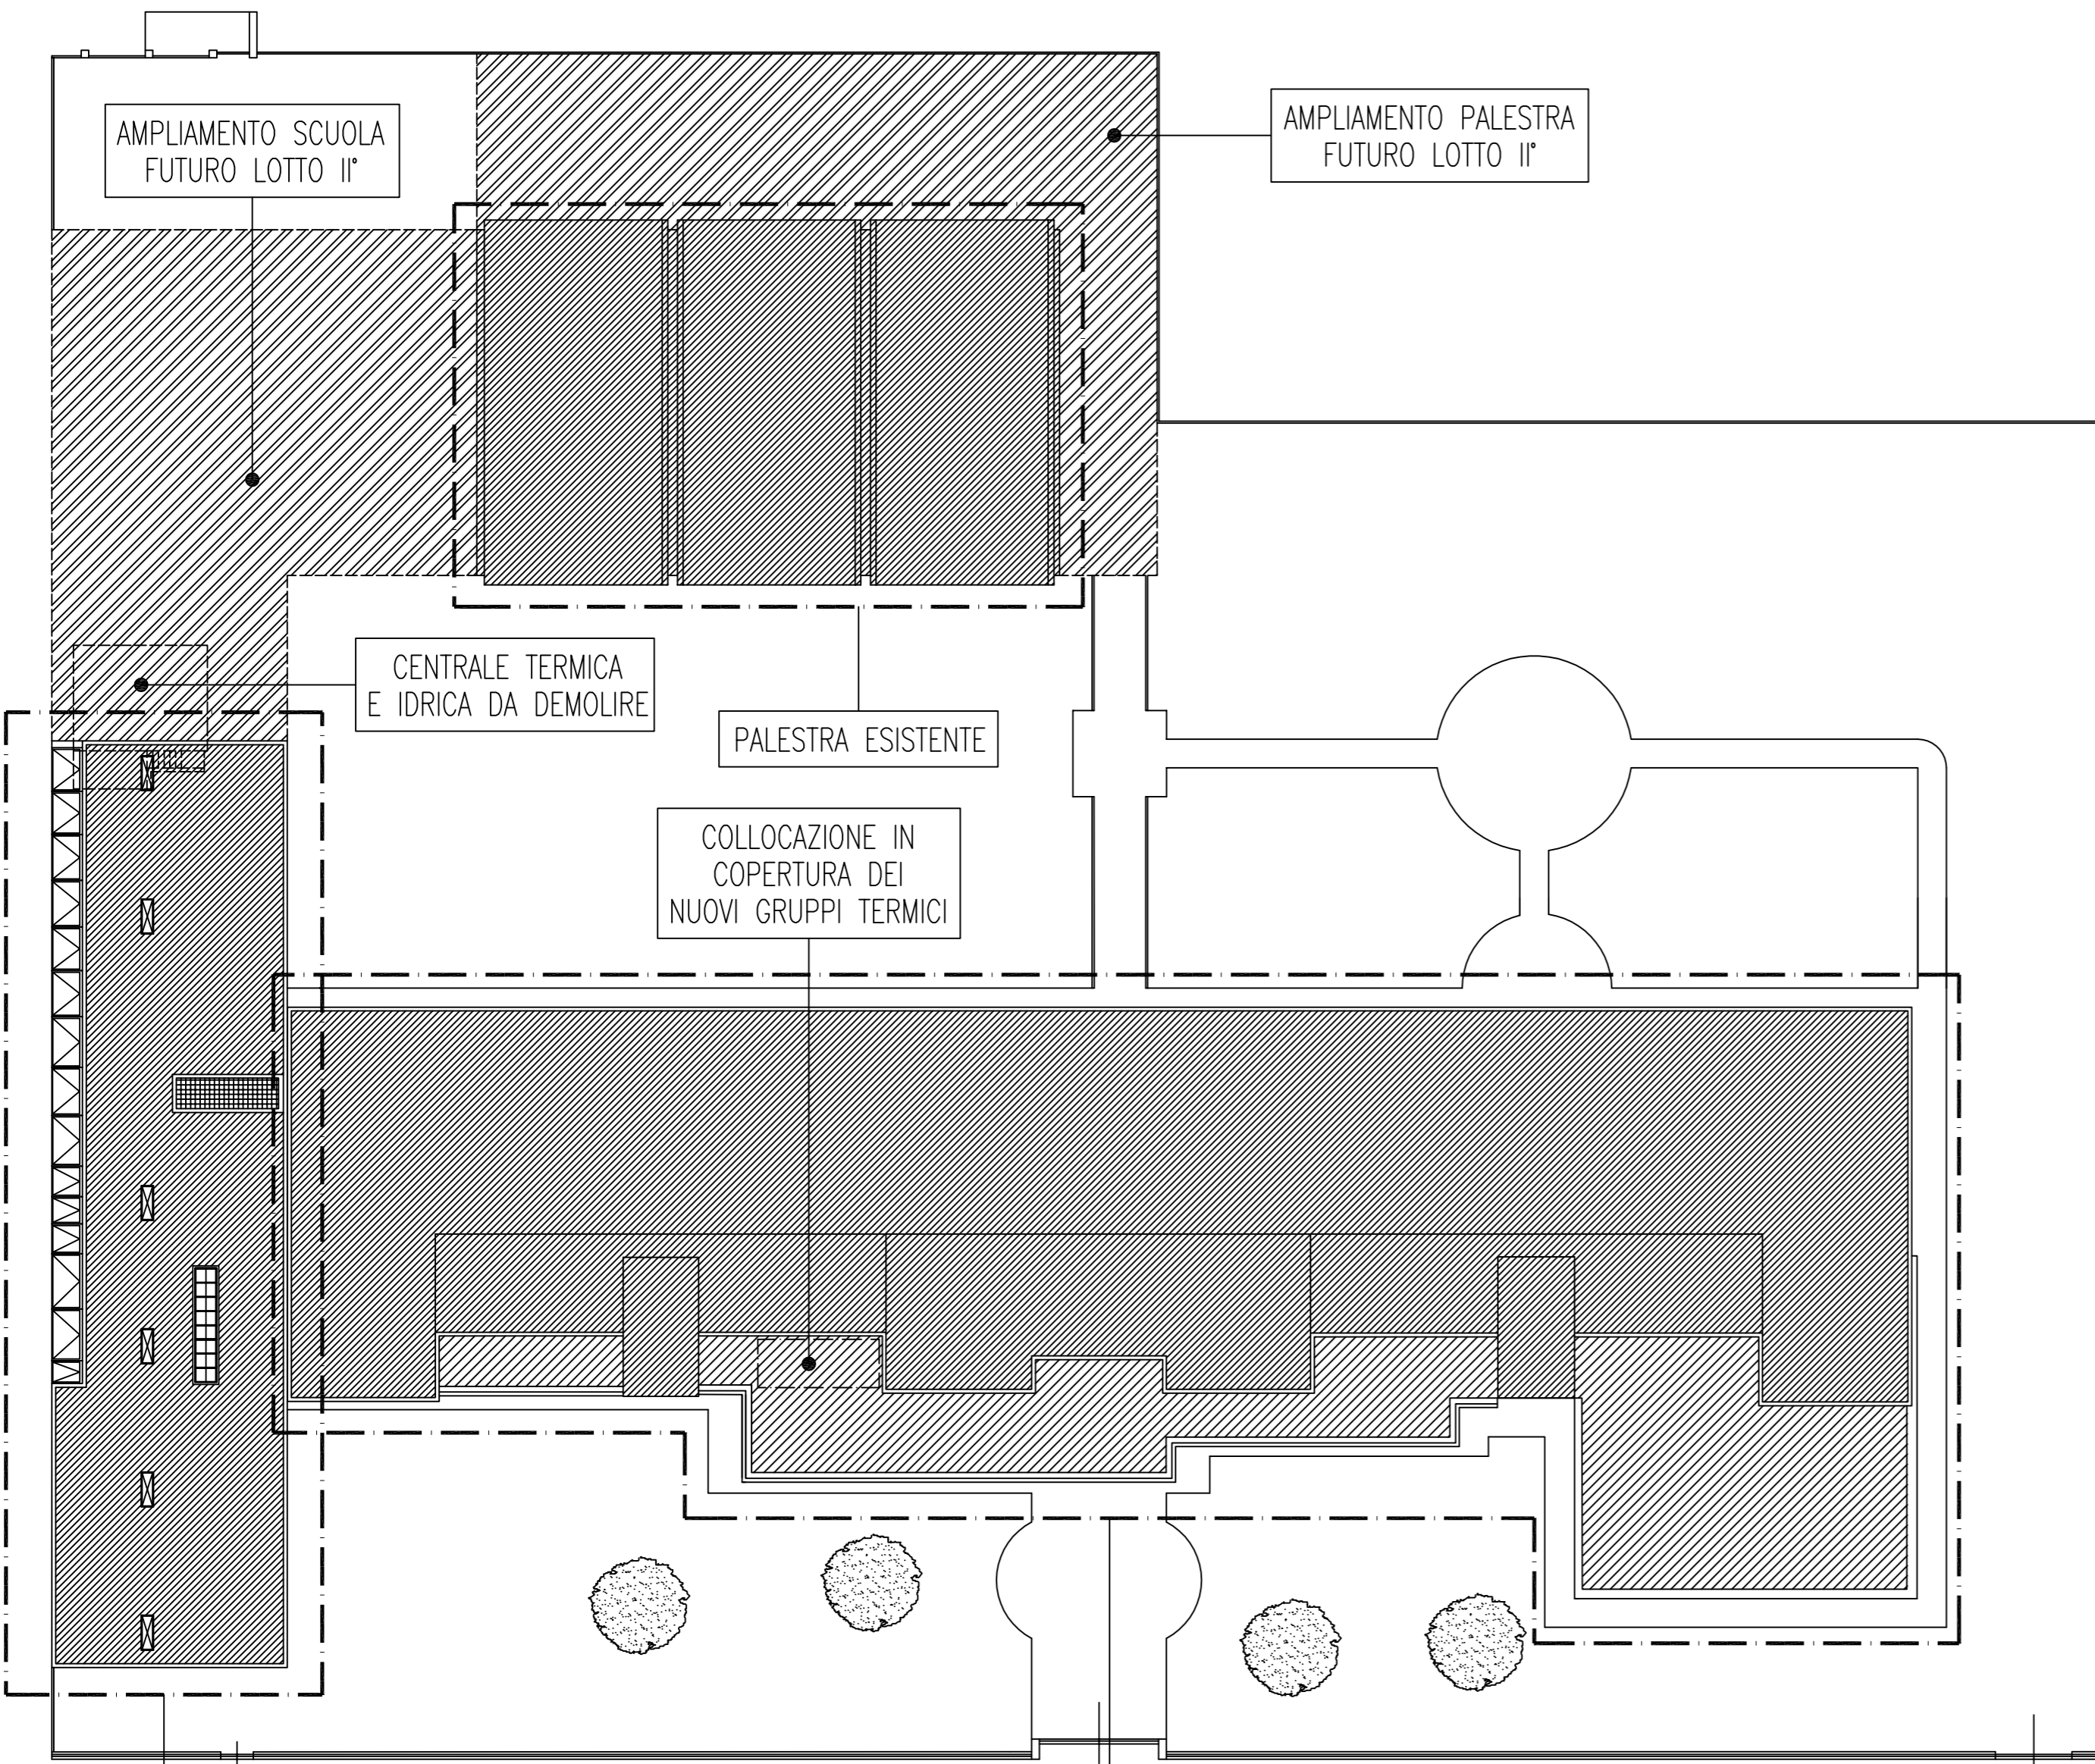 AMPLIAMENTO SCUOLA
FUTURO LOTTO II°
AMPLIAMENTO PALESTRA
FUTURO LOTTO II°
CENTRALE TERMICA
E IDRICA DA DEMOLIRE
PALESTRA ESISTENTE
COLLOCAZIONE IN
COPERTURA DEI
NUOVI GRUPPI TERMICI